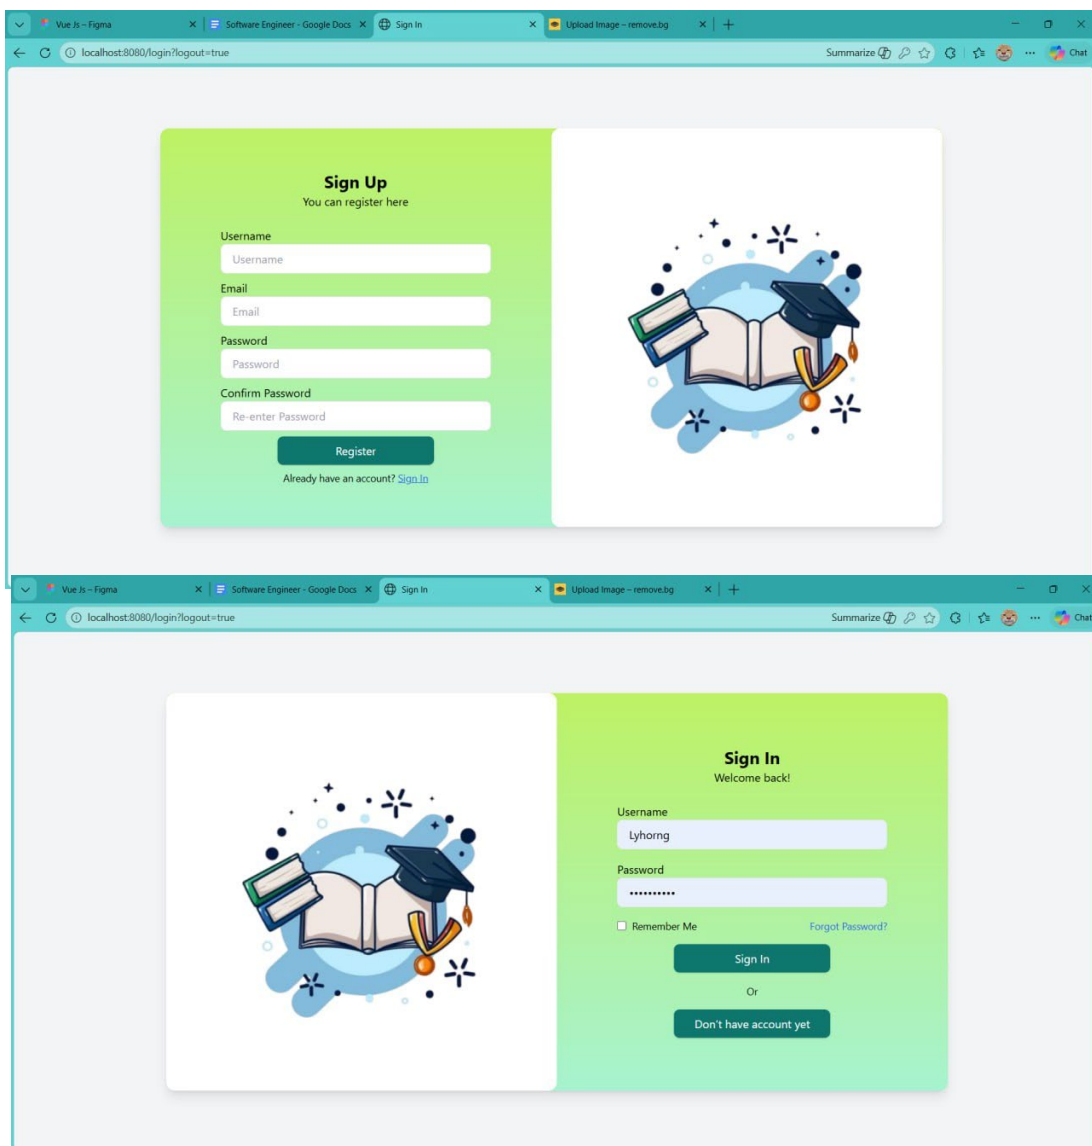 Vue Js – Figma
Software Engineer - Google Docs
Sign In
Upload Image – remove.bg
localhost:8080/login?logout=true
Summarize
Chat
Sign Up
You can register here
Username
Username
Email
Email
Password
Password
Confirm Password
Re-enter Password
Register
Already have an account? Sign In
Vue Js – Figma
Software Engineer - Google Docs
Sign In
Upload Image – remove.bg
localhost:8080/login?logout=true
Summarize
Chat
Sign In
Welcome back!
Username
Lyhorng
Password
••••••••••
Remember Me
Forgot Password?
Sign In
Or
Don't have account yet